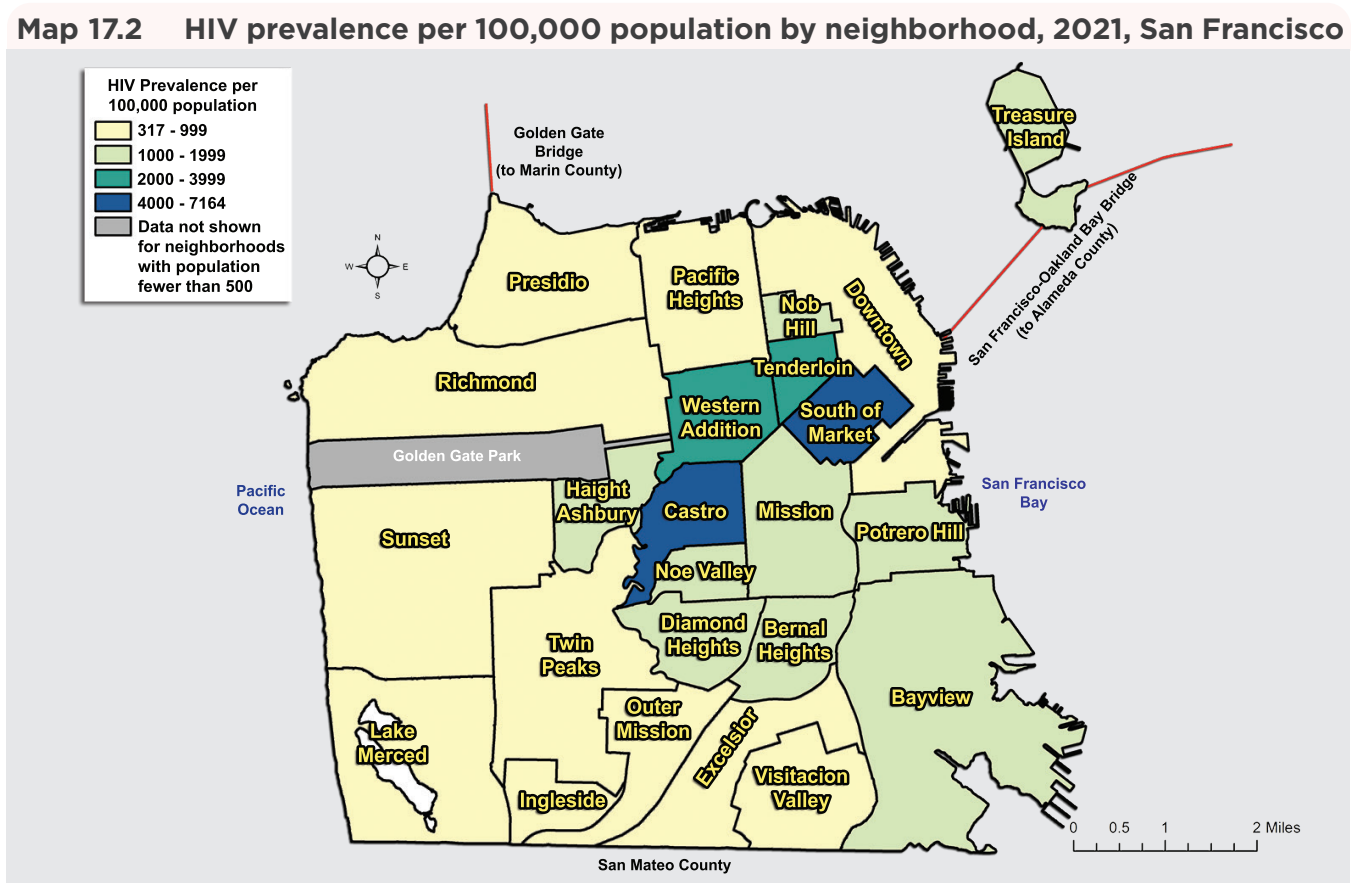 Map 17.2 HIV prevalence per 100,000 population by neighborhood, 2021, San Francisco
HIV Prevalence per
100,000 population
317 - 999
1000 - 1999
2000 - 3999
4000 - 7164
Data not shown
for neighborhoods
with population
fewer than 500
Golden Gate
Bridge
(to Marin County)
Treasure
Island
San Francisco-Oakland Bay Bridge
(to Alameda County)
N
W E
S
Presidio
Pacific
Heights
Nob
Hill
Downtown
Richmond
Tenderloin
Western
Addition
South of
Market
Golden Gate Park
Pacific
Ocean
Haight
Ashbury
Castro
Mission
San Francisco
Bay
Sunset
Potrero Hill
Noe Valley
Diamond
Heights
Bernal
Heights
Twin
Peaks
Bayview
Outer
Mission
Lake
Merced
Excelsior
Ingleside
Visitacion
Valley
0 0.5 1 2 Miles
San Mateo County